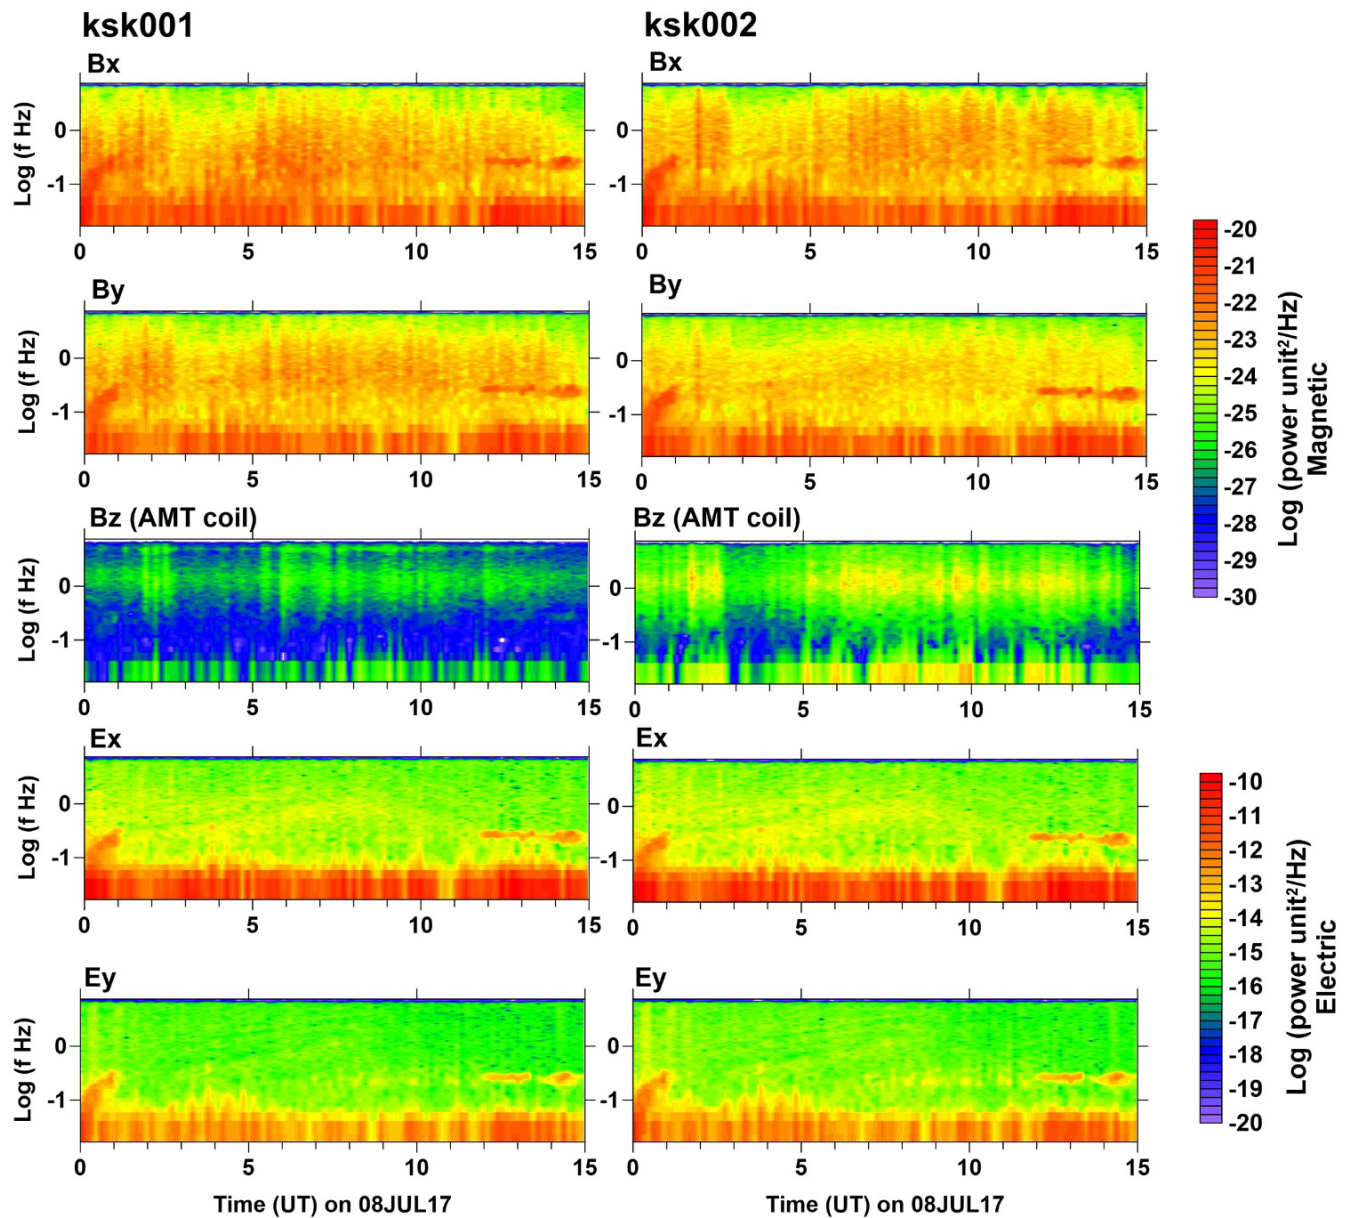 ksk001
ksk002
Bx
Bx
Log (f Hz)
0
-1
0
-1
0 5 10 15
0 5 10 15
By
By
Log (f Hz)
0
-1
0
-1
0 5 10 15
0 5 10 15
Bz (AMT coil)
Bz (AMT coil)
Log (f Hz)
0
-1
0
-1
0 5 10 15
0 5 10 15
Ex
Ex
Log (f Hz)
0
-1
0
-1
0 5 10 15
0 5 10 15
Ey
Ey
Log (f Hz)
0
-1
0
-1
0 5 10 15
0 5 10 15
Time (UT) on 08JUL17
Time (UT) on 08JUL17
-20
-21
-22
-23
-24
-25
-26
-27
-28
-29
-30
Log (power unit²/Hz)
Magnetic
-10
-11
-12
-13
-14
-15
-16
-17
-18
-19
-20
Log (power unit²/Hz)
Electric